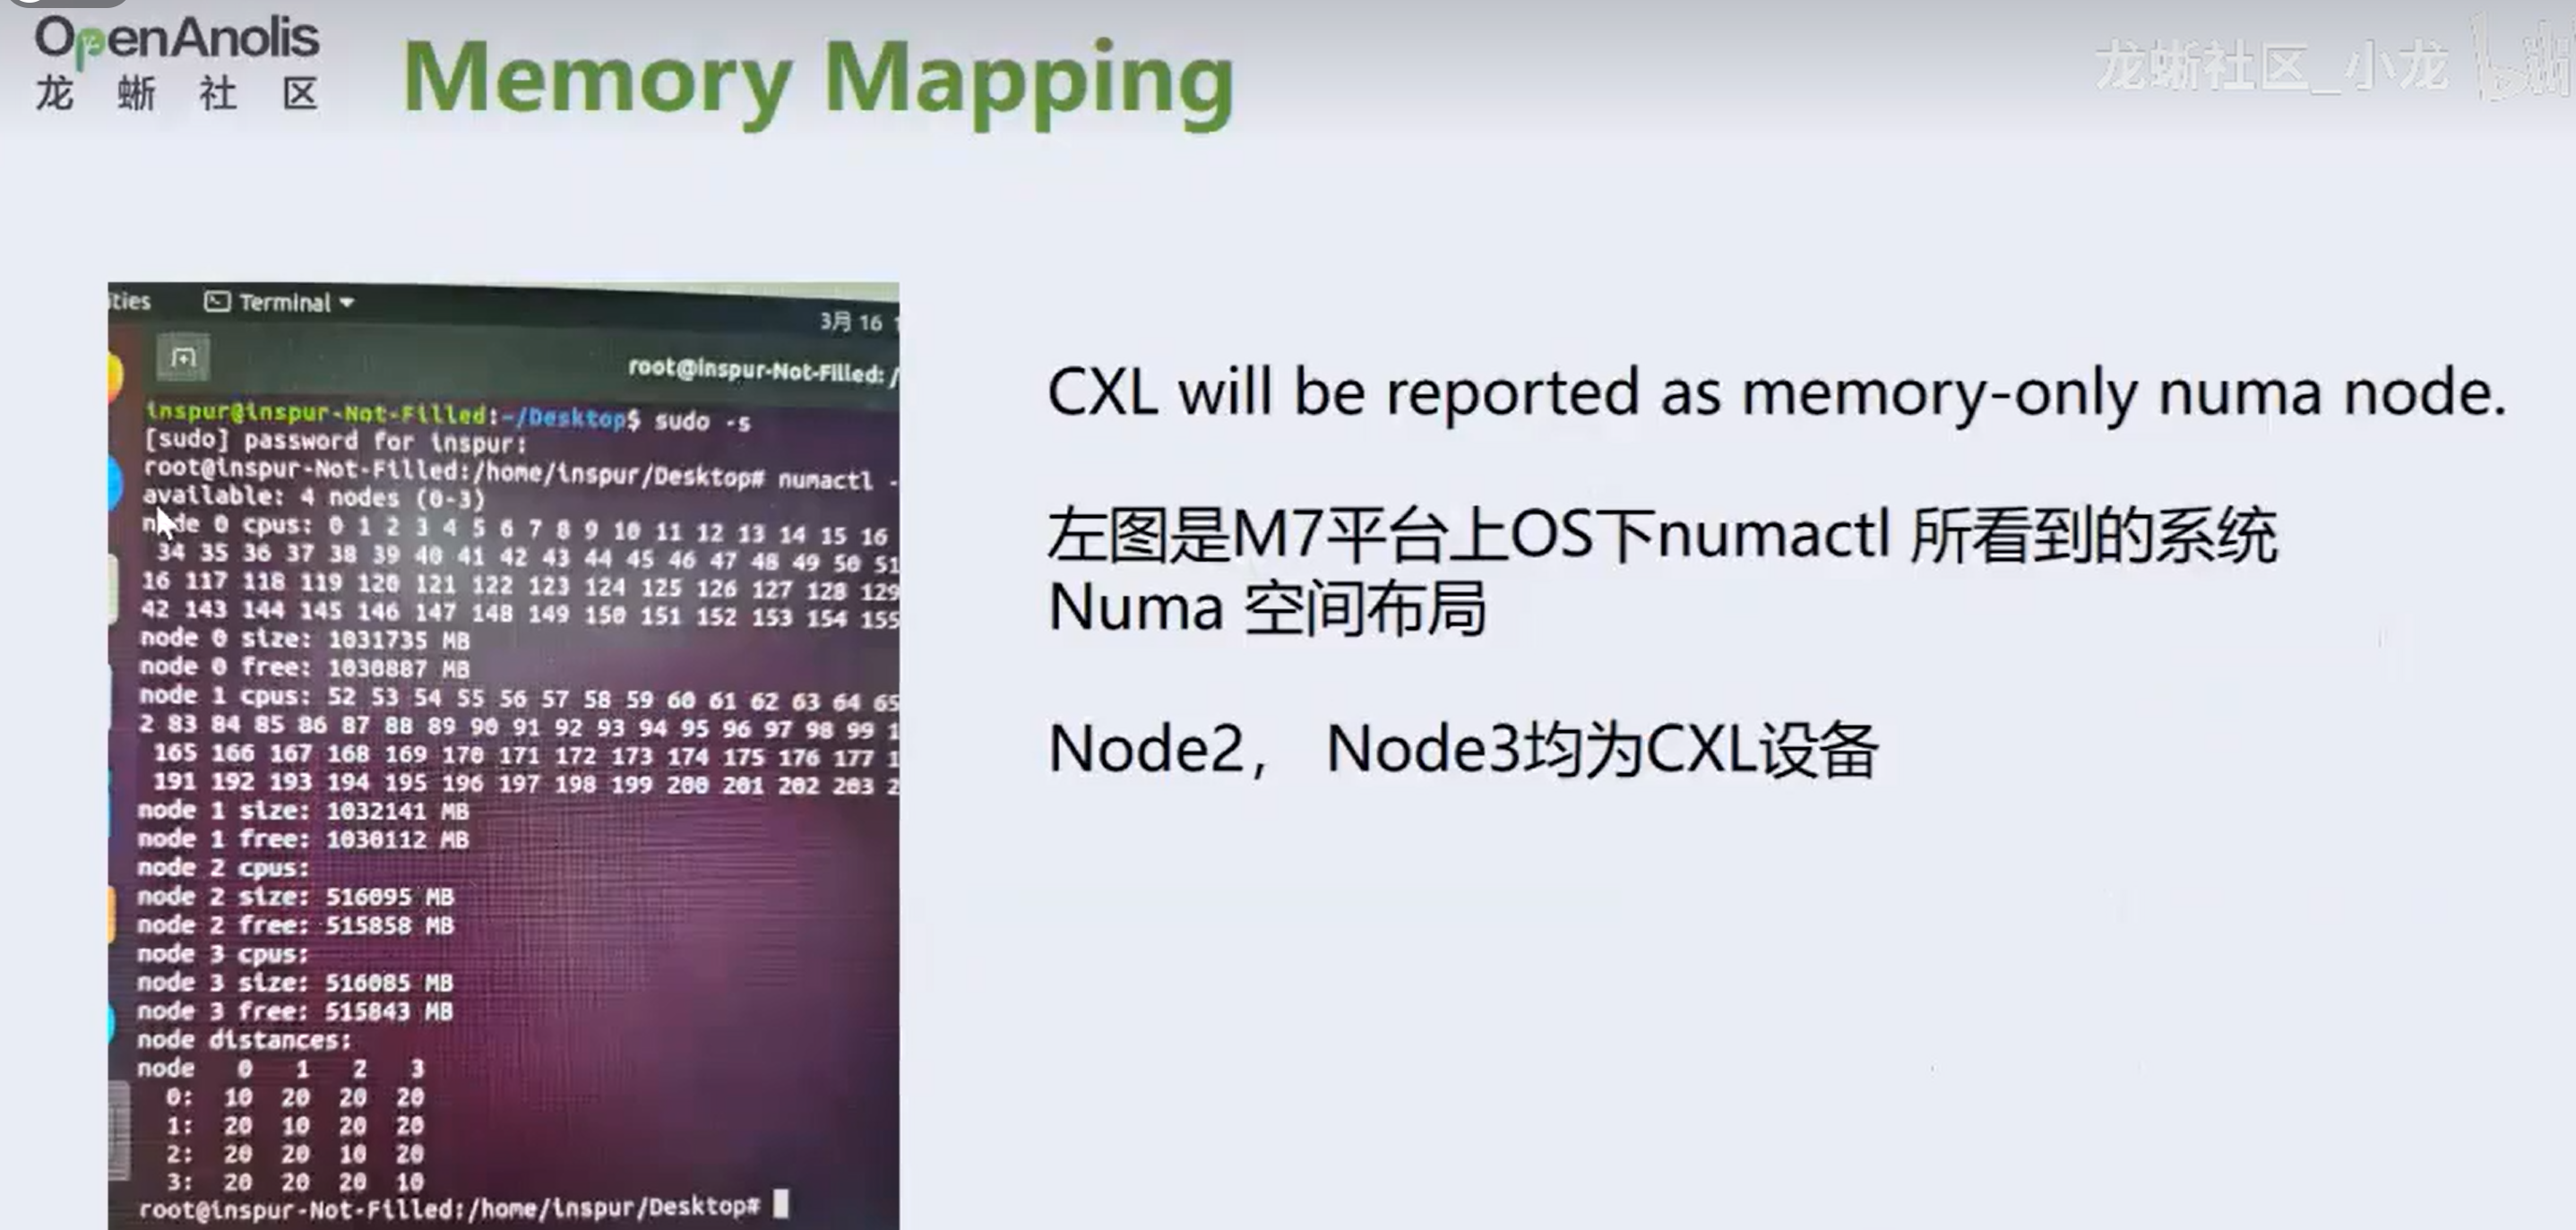 OpenAnolis
龙蜥社区
Memory Mapping
龙蜥社区_小龙
ties
Terminal
3月 16
root@inspur-Not-Filled: /
inspur@inspur-Not-Filled:~/Desktop$ sudo -s
[sudo] password for inspur:
root@inspur-Not-Filled:/home/inspur/Desktop# numactl -
available: 4 nodes (0-3)
node 0 cpus: 0 1 2 3 4 5 6 7 8 9 10 11 12 13 14 15 16
34 35 36 37 38 39 40 41 42 43 44 45 46 47 48 49 50 51
16 117 118 119 120 121 122 123 124 125 126 127 128 129
42 143 144 145 146 147 148 149 150 151 152 153 154 155
node 0 size: 1031735 MB
node 0 free: 1030887 MB
node 1 cpus: 52 53 54 55 56 57 58 59 60 61 62 63 64 65
2 83 84 85 86 87 88 89 90 91 92 93 94 95 96 97 98 99 1
165 166 167 168 169 170 171 172 173 174 175 176 177 1
191 192 193 194 195 196 197 198 199 200 201 202 203 2
node 1 size: 1032141 MB
node 1 free: 1030112 MB
node 2 cpus:
node 2 size: 516095 MB
node 2 free: 515858 MB
node 3 cpus:
node 3 size: 516085 MB
node 3 free: 515843 MB
node distances:
node 0 1 2 3
0: 10 20 20 20
1: 20 10 20 20
2: 20 20 10 20
3: 20 20 20 10
root@inspur-Not-Filled:/home/inspur/Desktop#
CXL will be reported as memory-only numa node.
左图是M7平台上OS下numactl 所看到的系统
Numa 空间布局
Node2， Node3均为CXL设备